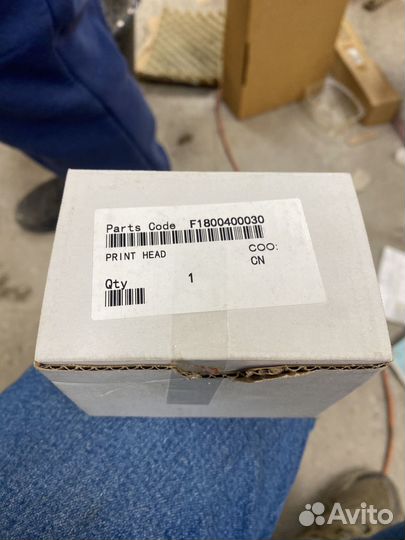 Parts Code F1800400030
PRINT HEAD COO:
CN
Qty 1
Avito